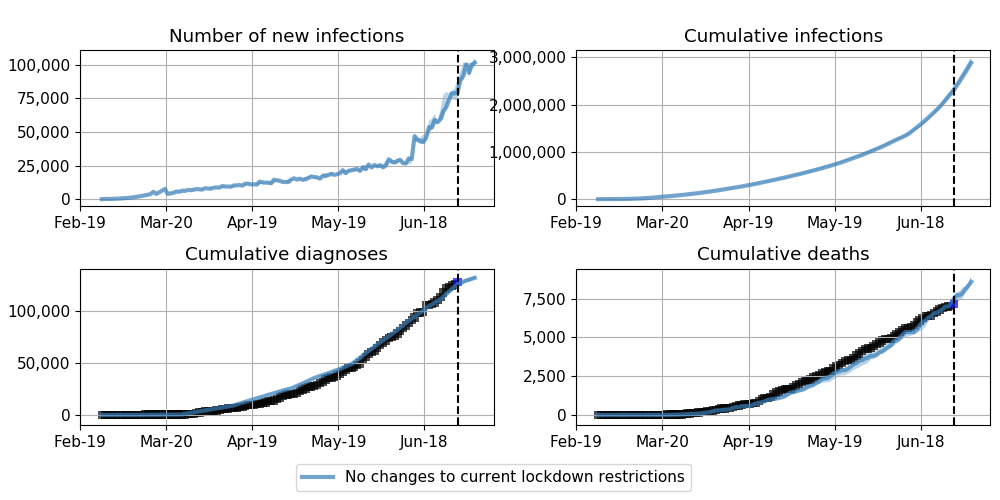 Number of new infections
100,000
75,000
50,000
25,000
0
Feb-19 Mar-20 Apr-19 May-19 Jun-18
Cumulative infections
3,000,000
2,000,000
1,000,000
0
Feb-19 Mar-20 Apr-19 May-19 Jun-18
Cumulative diagnoses
100,000
50,000
0
Feb-19 Mar-20 Apr-19 May-19 Jun-18
Cumulative deaths
7,500
5,000
2,500
0
Feb-19 Mar-20 Apr-19 May-19 Jun-18
No changes to current lockdown restrictions